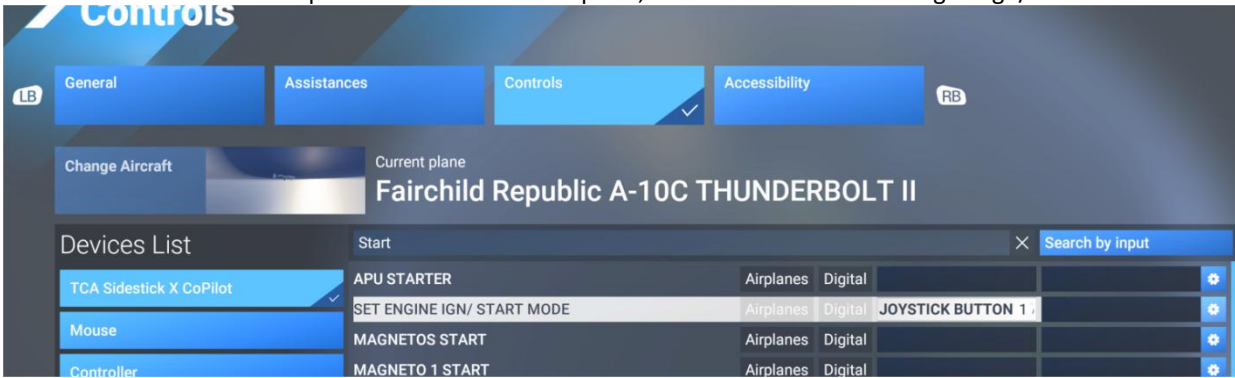 Controls
LB
General
Assistances
Controls
Accessibility
RB
Change Aircraft
Current plane
Fairchild Republic A-10C THUNDERBOLT II
Devices List
Start
Search by input
TCA Sidestick X CoPilot
APU STARTER Airplanes Digital
SET ENGINE IGN/ START MODE Airplanes Digital JOYSTICK BUTTON 1
Mouse
MAGNETOS START Airplanes Digital
Controller
MAGNETO 1 START Airplanes Digital